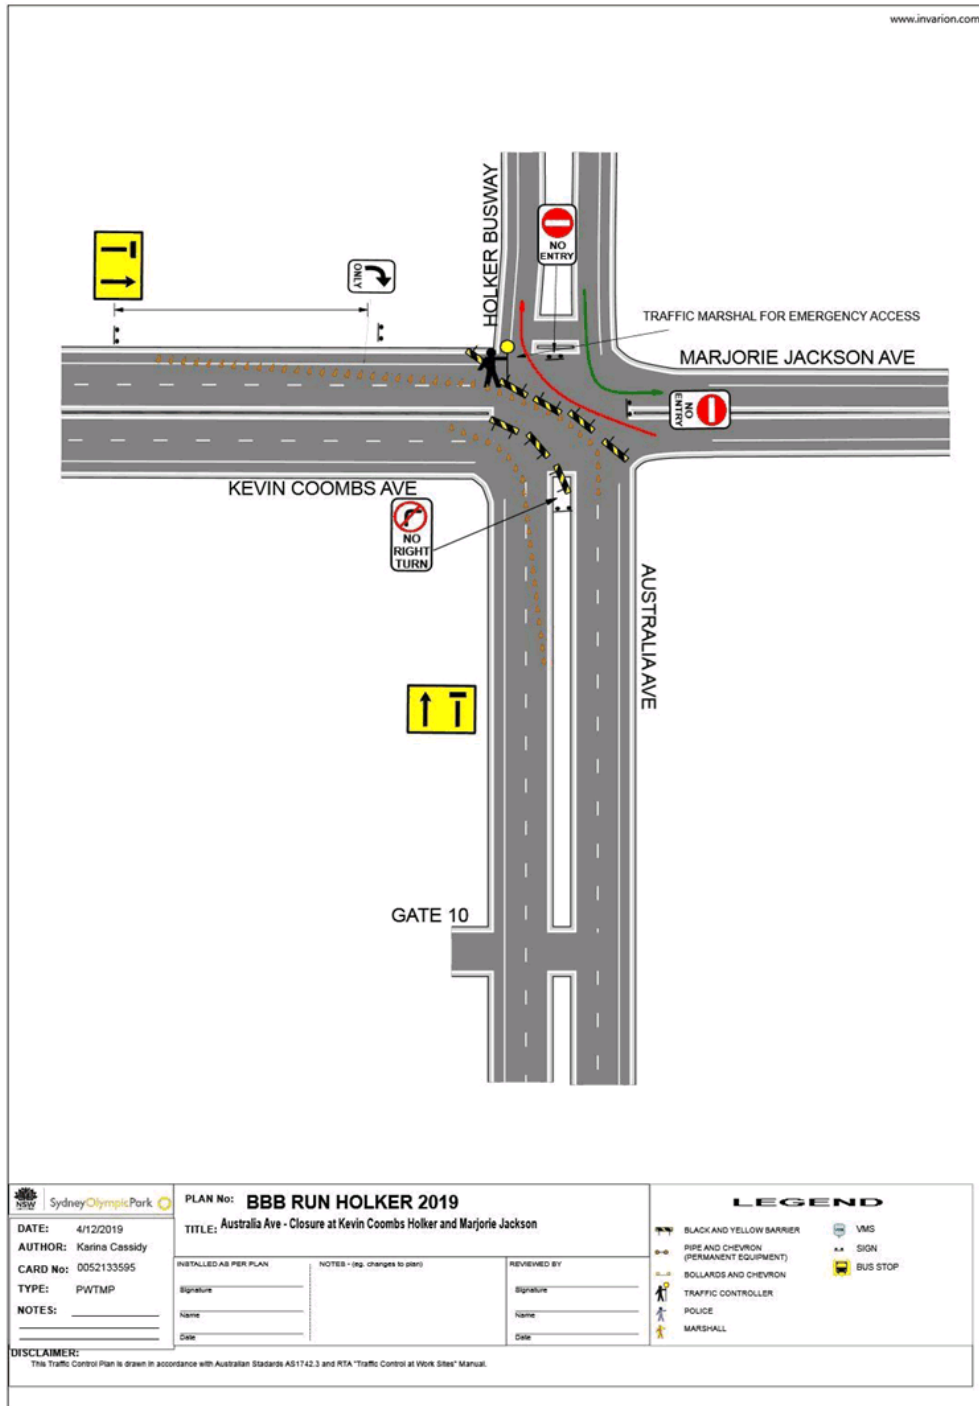 www.invarion.com
HOLKER BUSWAY
NO
ENTRY
ONLY
TRAFFIC MARSHAL FOR EMERGENCY ACCESS
MARJORIE JACKSON AVE
NO
ENTRY
KEVIN COOMBS AVE
NO
RIGHT
TURN
AUSTRALIA AVE
GATE 10
NSW
SydneyOlympicPark
PLAN No: BBB RUN HOLKER 2019
TITLE: Australia Ave - Closure at Kevin Coombs Holker and Marjorie Jackson
DATE: 4/12/2019
AUTHOR: Karina Cassidy
CARD No: 0052133595
TYPE: PWTMP
NOTES:
INSTALLED AS PER PLAN
Signature
Name
Date
NOTES - (eg. changes to plan)
REVIEWED BY
Signature
Name
Date
LEGEND
BLACK AND YELLOW BARRIER
PIPE AND CHEVRON
(PERMANENT EQUIPMENT)
BOLLARDS AND CHEVRON
TRAFFIC CONTROLLER
POLICE
MARSHALL
VMS
SIGN
BUS STOP
DISCLAIMER:
This Traffic Control Plan is drawn in accordance with Australian Stadards AS1742.3 and RTA "Traffic Control at Work Sites" Manual.